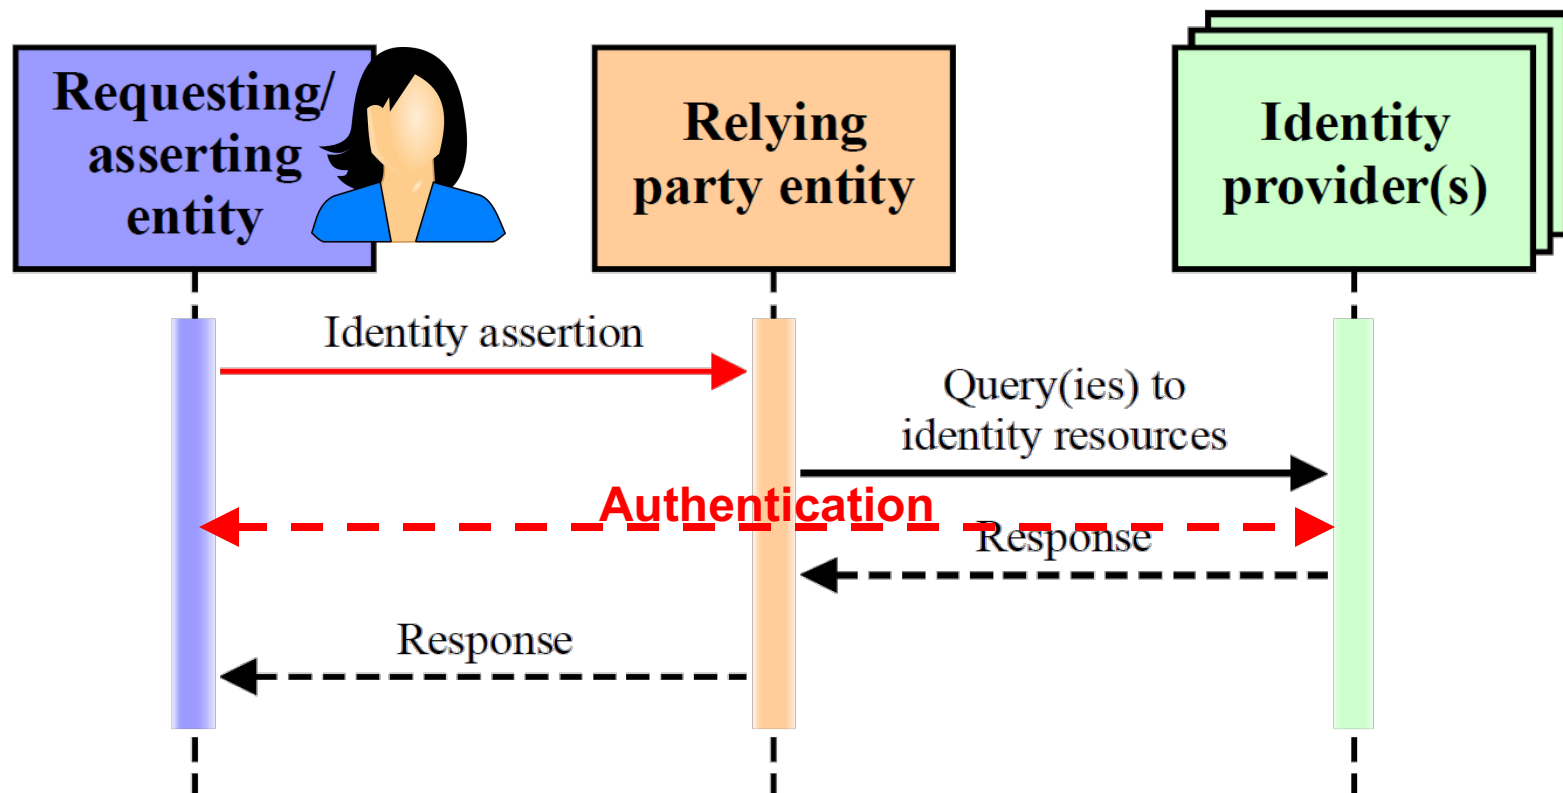 Requesting/
asserting
entity
Relying
party entity
Identity
provider(s)
Identity assertion
Query(ies) to
identity resources
Authentication
Response
Response